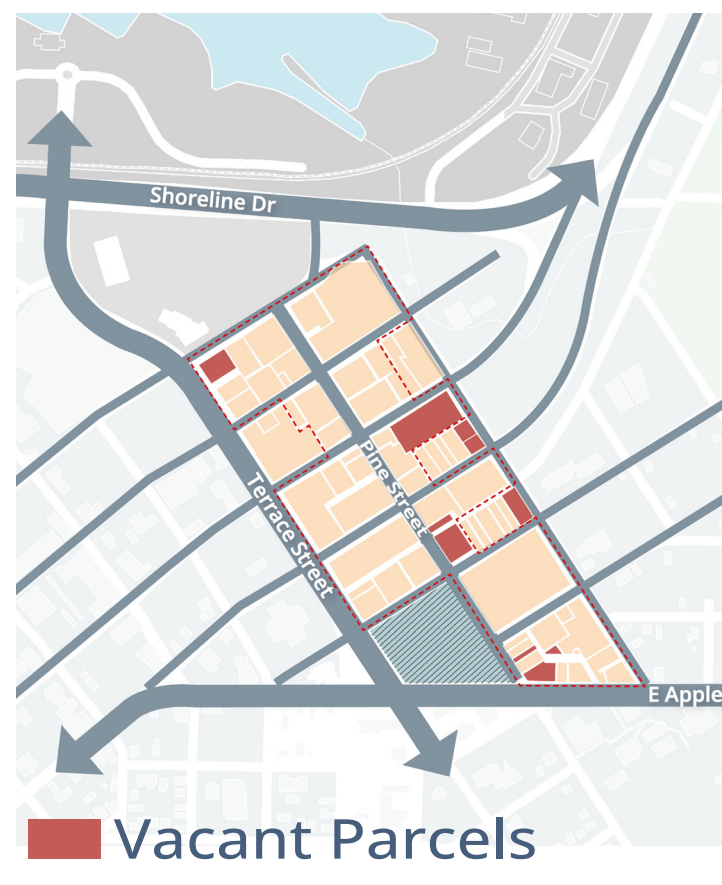 Shoreline Dr
Pine Street
Terrace Street
E Apple
Vacant Parcels